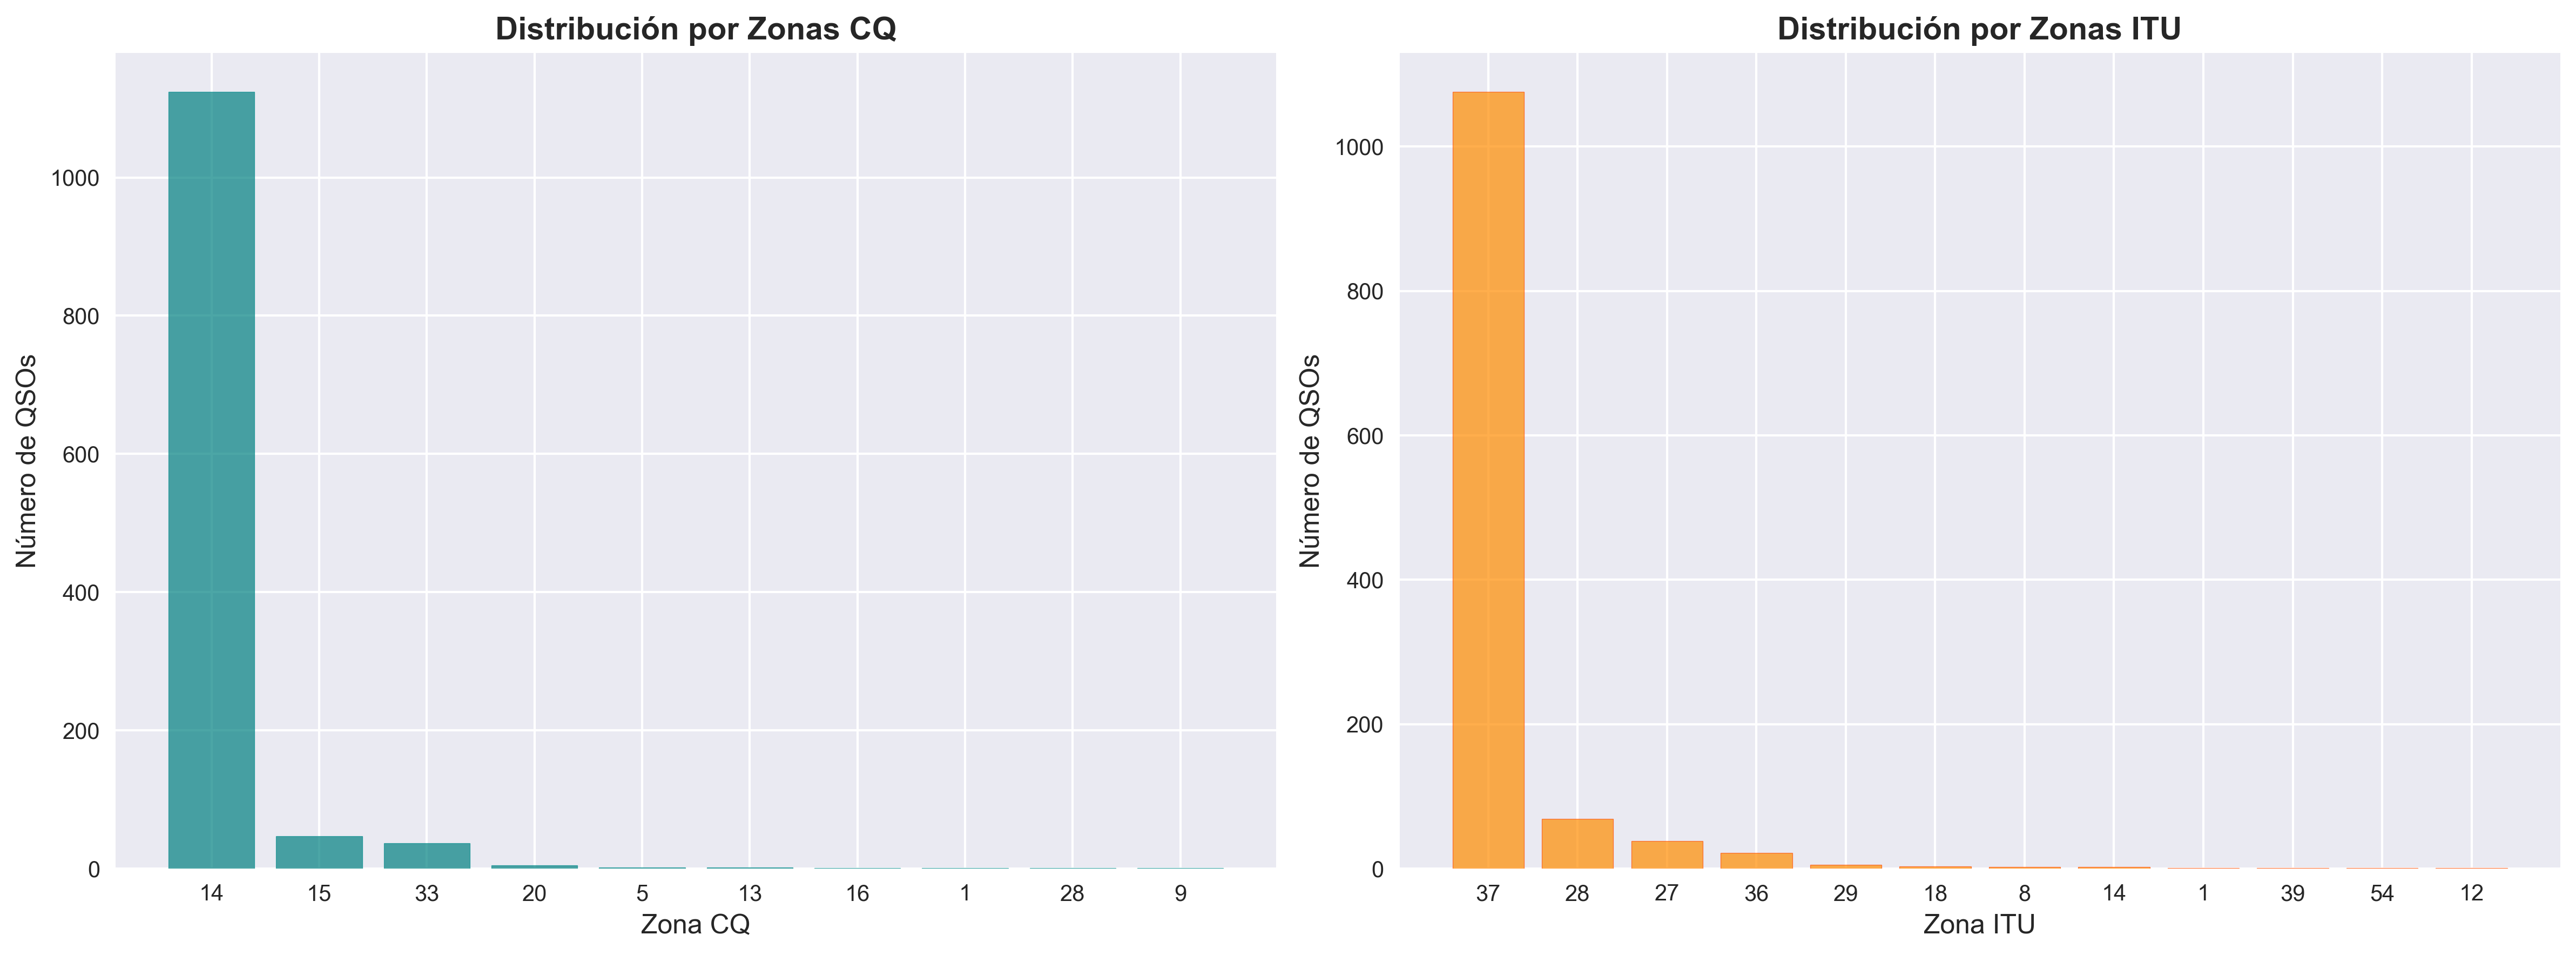 Distribución por Zonas CQ
Número de QSOs
1000
800
600
400
200
0
14 15 33 20 5 13 16 1 28 9
Zona CQ
Distribución por Zonas ITU
Número de QSOs
1000
800
600
400
200
0
37 28 27 36 29 18 8 14 1 39 54 12
Zona ITU